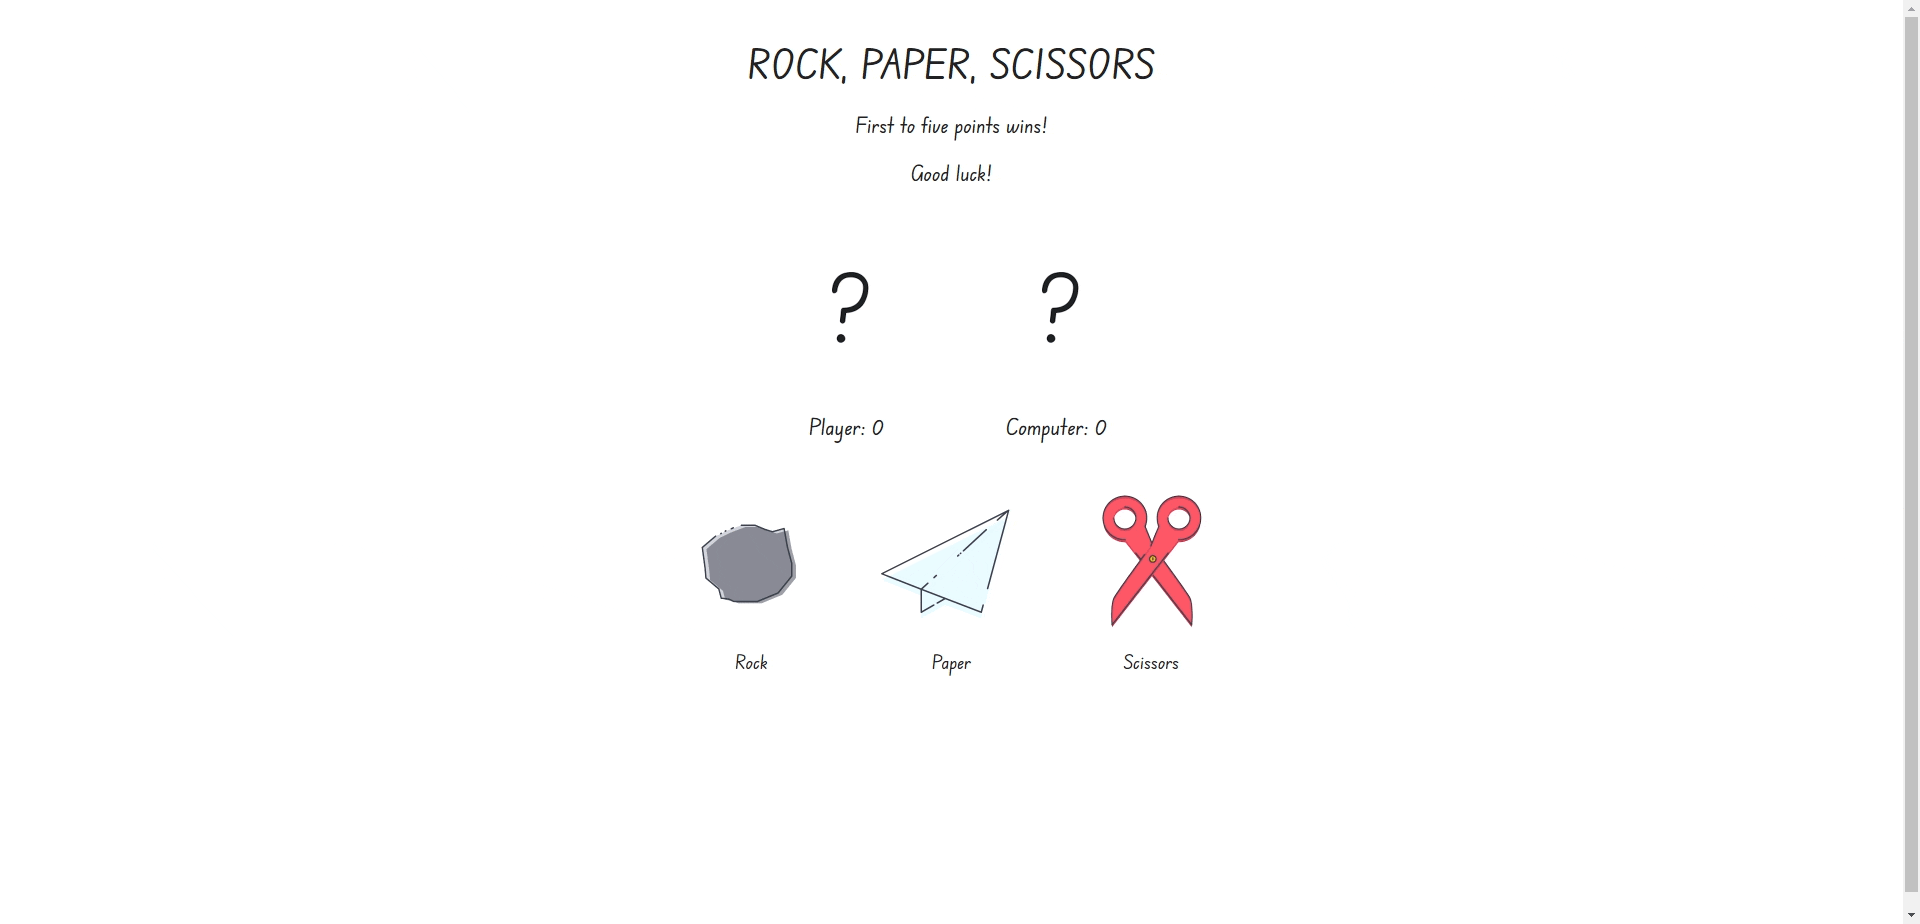 ROCK, PAPER, SCISSORS
First to five points wins!
Good luck!
? ?
Player: 0 Computer: 0
Rock Paper Scissors